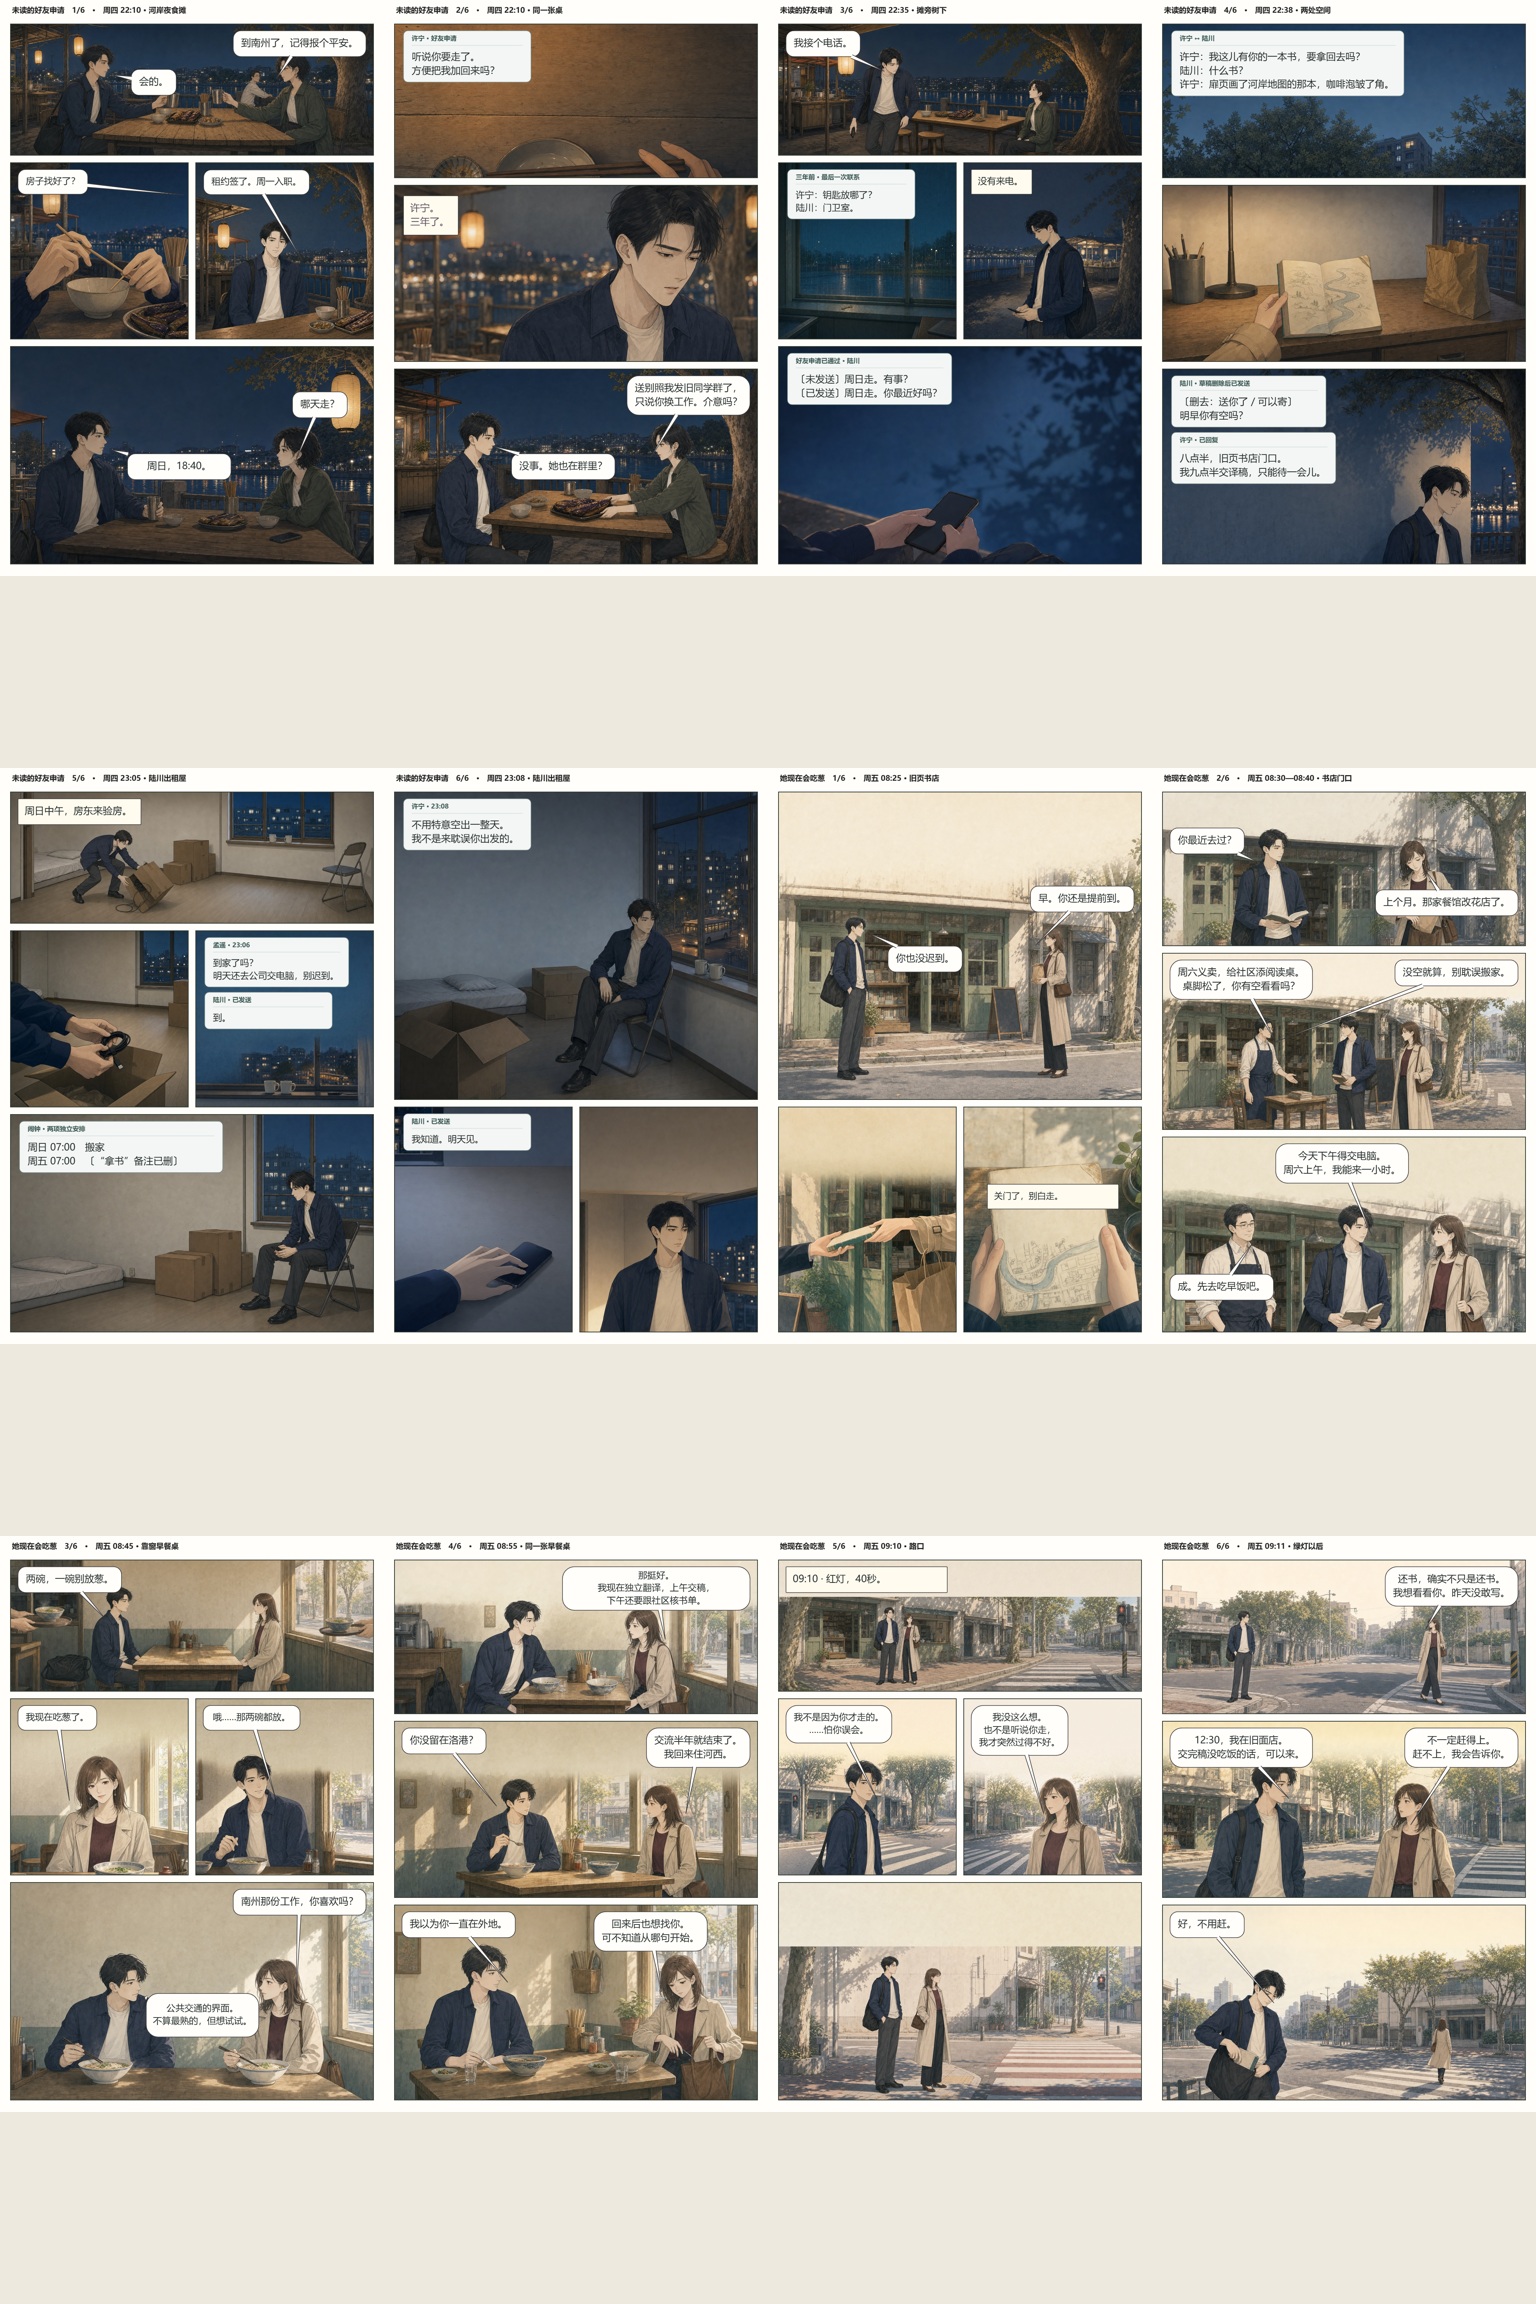 未读的好友申请 1/6 • 周四 22:10 • 河岸夜食摊
到南州了，记得报个平安。
会的。
房子找好了？
租约签了。周一入职。
哪天走？
周日，18:40。
未读的好友申请 2/6 • 周四 22:10 • 同一张桌
许宁 • 好友申请
听说你要走了。
方便把我加回来吗？
许宁。
三年了。
送别照我发旧同学群了，
只说你换工作。介意吗？
没事。她也在群里？
未读的好友申请 3/6 • 周四 22:35 • 摊旁树下
我接个电话。
三年前 • 最后一次联系
许宁：钥匙放哪了？
陆川：门卫室。
没有来电。
好友申请已通过 • 陆川
〔未发送〕周日走。有事？
〔已发送〕周日走。你最近好吗？
未读的好友申请 4/6 • 周四 22:38 • 两处空间
许宁 ↔ 陆川
许宁：我这儿有你的一本书，要拿回去吗？
陆川：什么书？
许宁：扉页画了河岸地图的那本，咖啡泡皱了角。
陆川 • 草稿删除后已发送
〔删去：送你了 / 可以寄〕
明早你有空吗？
许宁 • 已回复
八点半，旧页书店门口。
我九点半交译稿，只能待一会儿。
未读的好友申请 5/6 • 周四 23:05 • 陆川出租屋
周日中午，房东来验房。
孟遥 • 23:06
到家了吗？
明天还去公司交电脑，别迟到。
陆川 • 已发送
到。
闹钟 • 两项独立安排
周日 07:00 搬家
周五 07:00 〔“拿书”备注已删〕
未读的好友申请 6/6 • 周四 23:08 • 陆川出租屋
许宁 • 23:08
不用特意空出一整天。
我不是来耽误你出发的。
陆川 • 已发送
我知道。明天见。
她现在会吃葱 1/6 • 周五 08:25 • 旧页书店
早。你还是提前到。
你也没迟到。
关门了，别白走。
她现在会吃葱 2/6 • 周五 08:30—08:40 • 书店门口
你最近去过？
上个月。那家餐馆改花店了。
周六义卖，给社区添阅读桌。
桌脚松了，你有空看看吗？
没空就算，别耽误搬家。
今天下午得交电脑。
周六上午，我能来一小时。
成。先去吃早饭吧。
她现在会吃葱 3/6 • 周五 08:45 • 靠窗早餐桌
两碗，一碗别放葱。
我现在吃葱了。
哦……那两碗都放。
南州那份工作，你喜欢吗？
公共交通的界面。
不算最熟的，但想试试。
她现在会吃葱 4/6 • 周五 08:55 • 同一张早餐桌
那挺好。
我现在独立翻译，上午交稿，
下午还要跟社区核书单。
你没留在洛港？
交流半年就结束了。
我回来住河西。
我以为你一直在外地。
回来后也想找你。
可不知道从哪句开始。
她现在会吃葱 5/6 • 周五 09:10 • 路口
09:10 · 红灯，40秒。
我不是因为你才走的。
……怕你误会。
我没这么想。
也不是听说你走，
我才突然过得不好。
她现在会吃葱 6/6 • 周五 09:11 • 绿灯以后
还书，确实不只是还书。
我想看看你。昨天没敢写。
12:30，我在旧面店。
交完稿没吃饭的话，可以来。
不一定赶得上。
赶不上，我会告诉你。
好，不用赶。